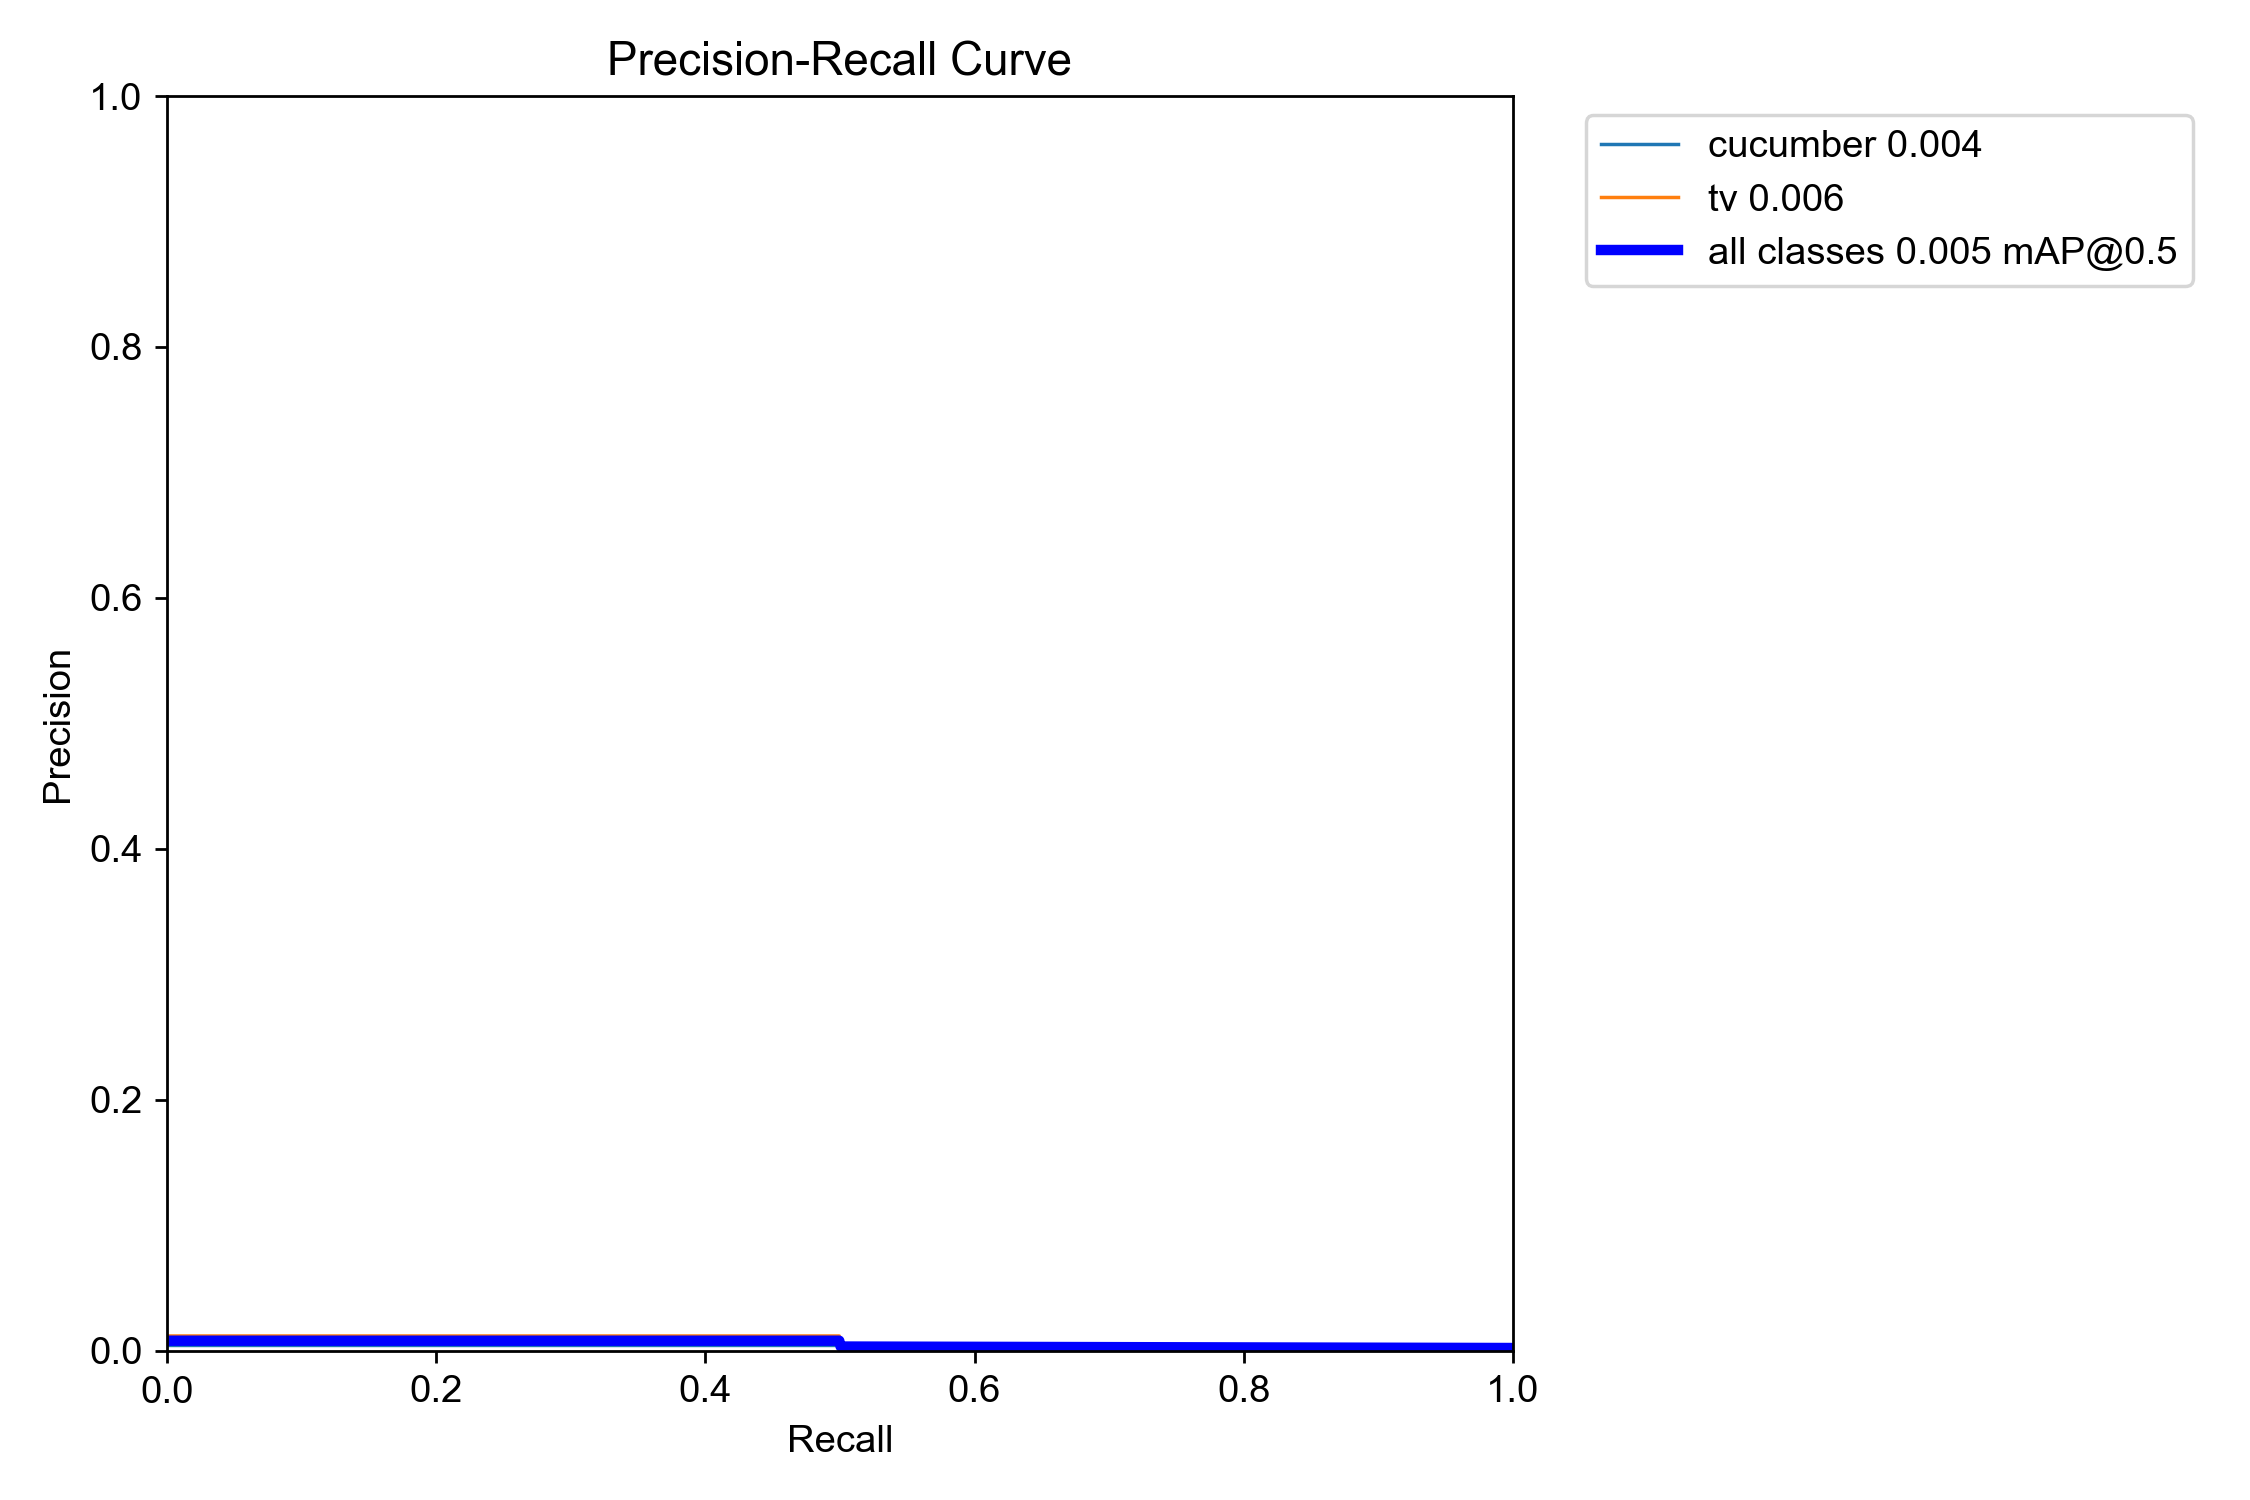 Precision-Recall Curve
1.0
0.8
0.6
0.4
0.2
0.0
Precision
0.0 0.2 0.4 0.6 0.8 1.0
Recall
cucumber 0.004
tv 0.006
all classes 0.005 mAP@0.5